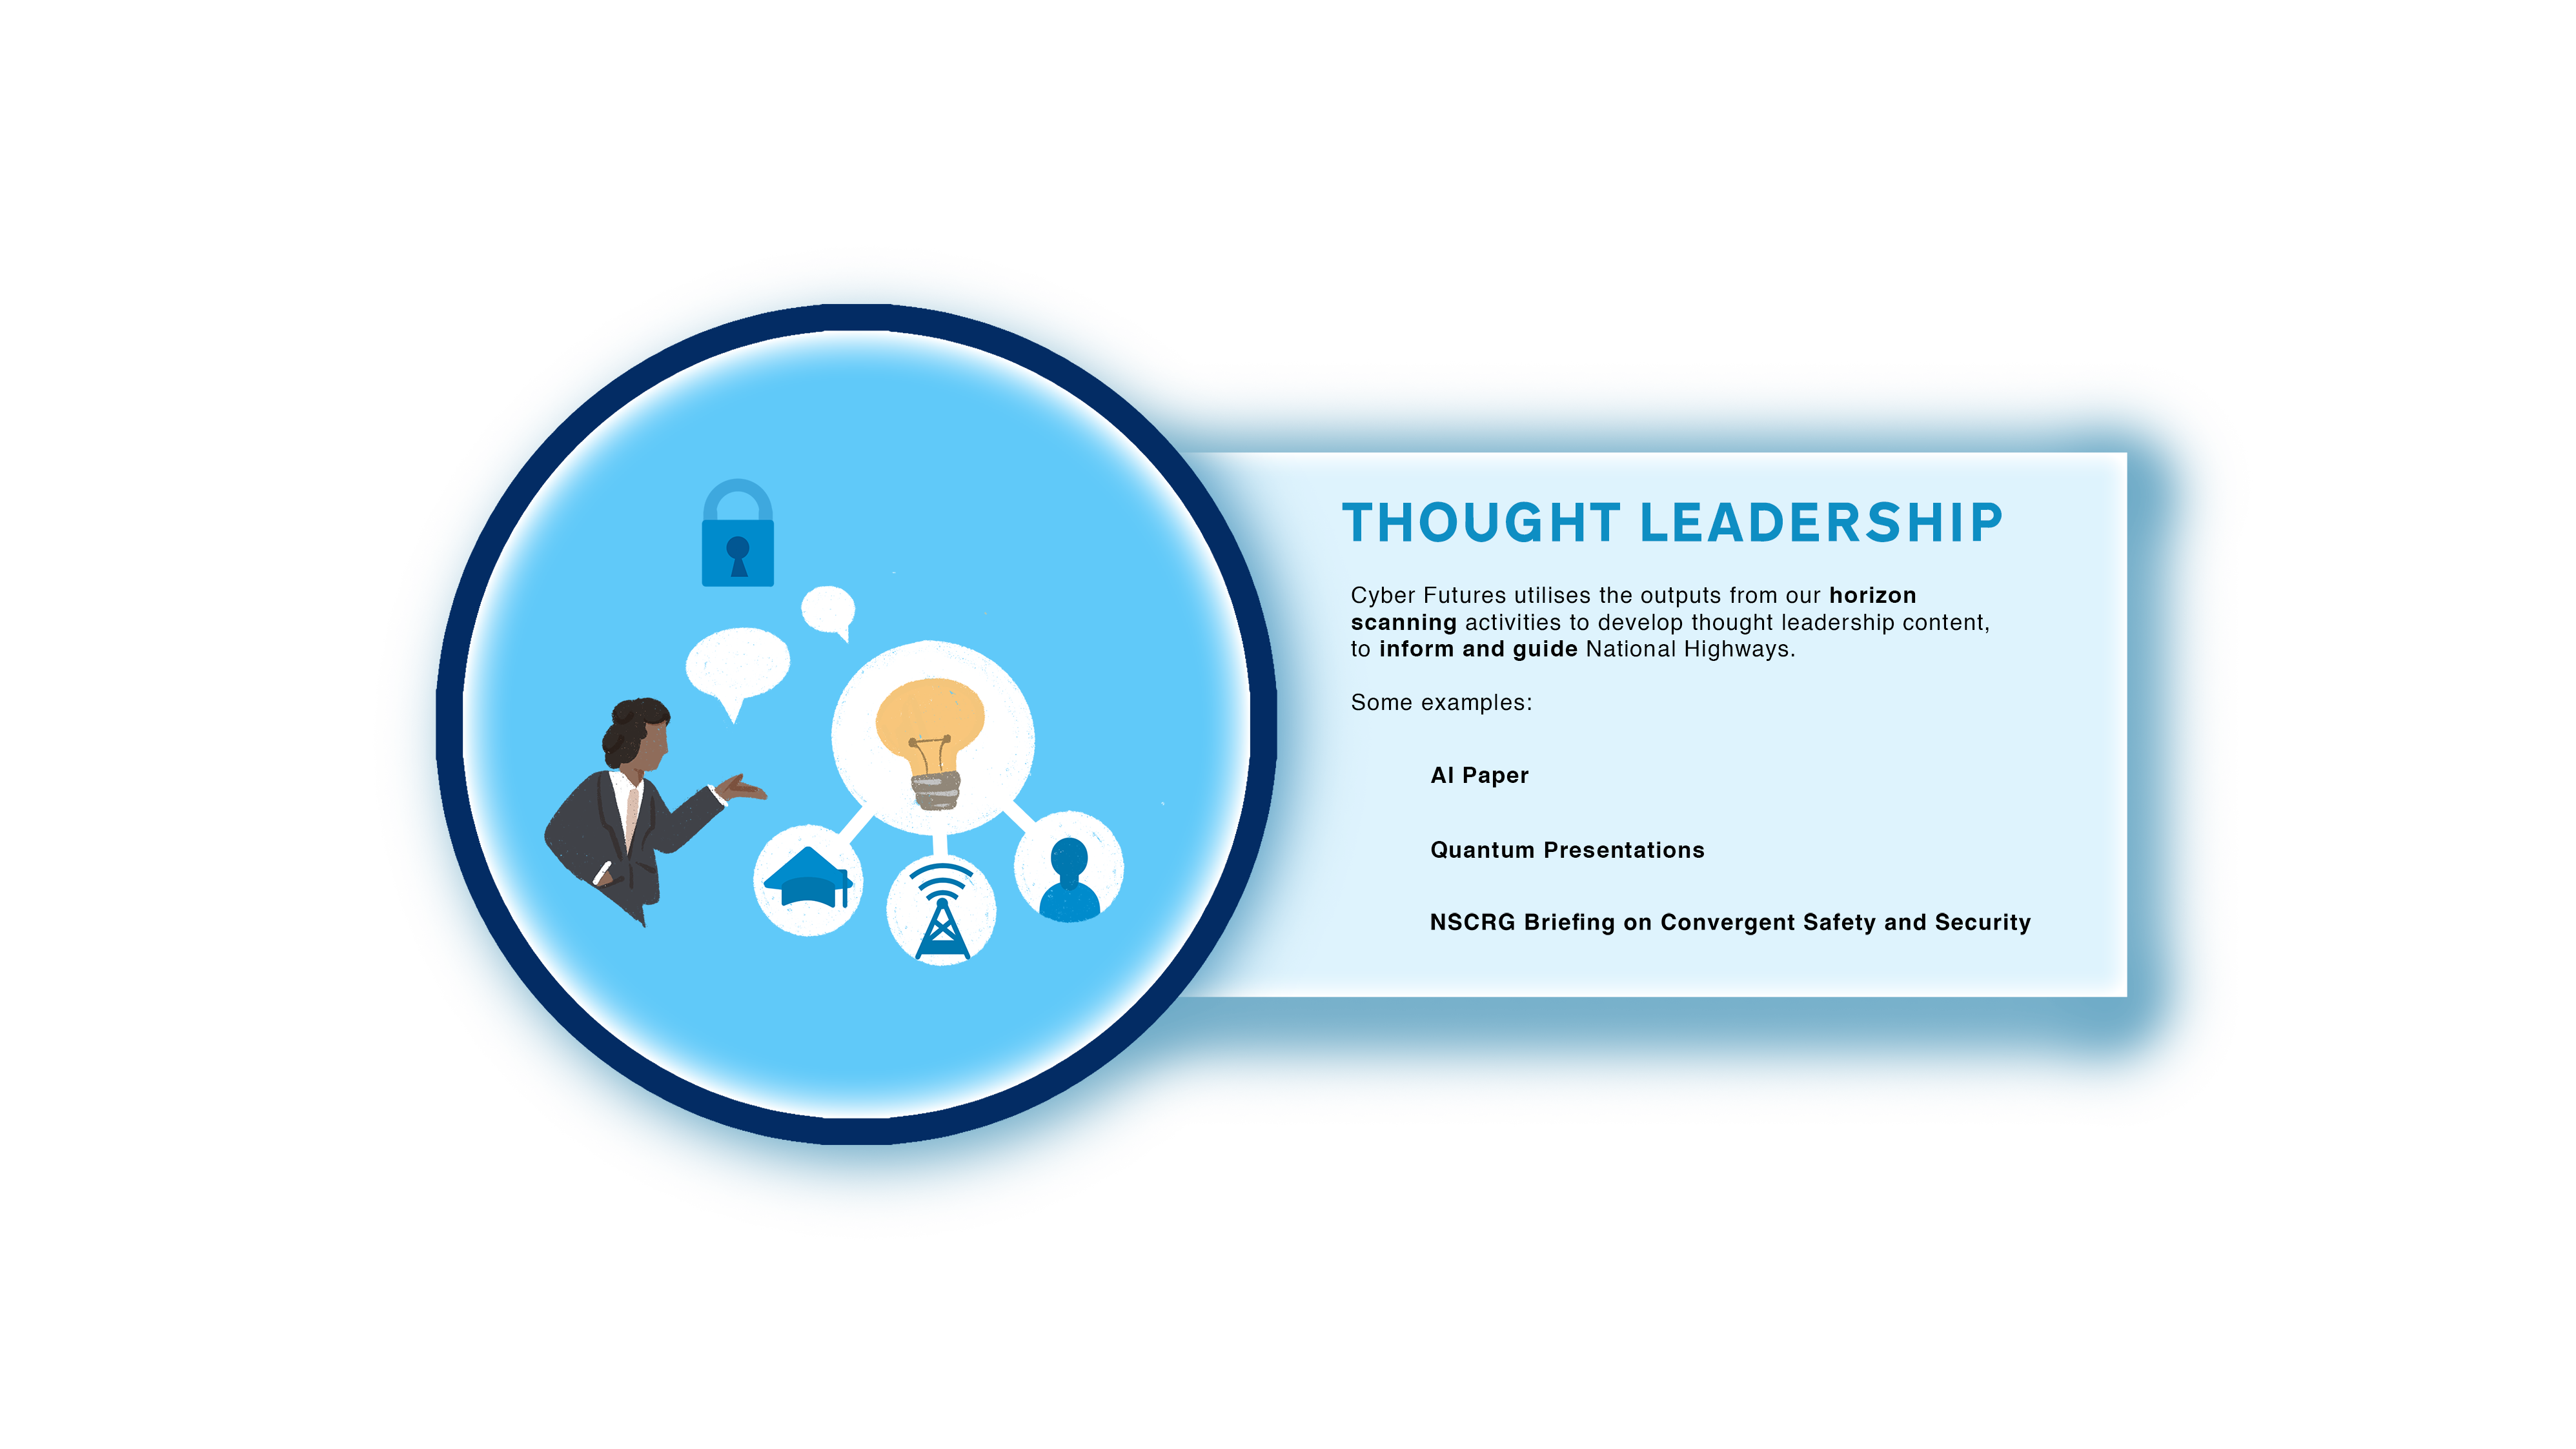 THOUGHT LEADERSHIP
Cyber Futures utilises the outputs from our horizon
scanning activities to develop thought leadership content,
to inform and guide National Highways.
Some examples:
AI Paper
Quantum Presentations
NSCRG Briefing on Convergent Safety and Security